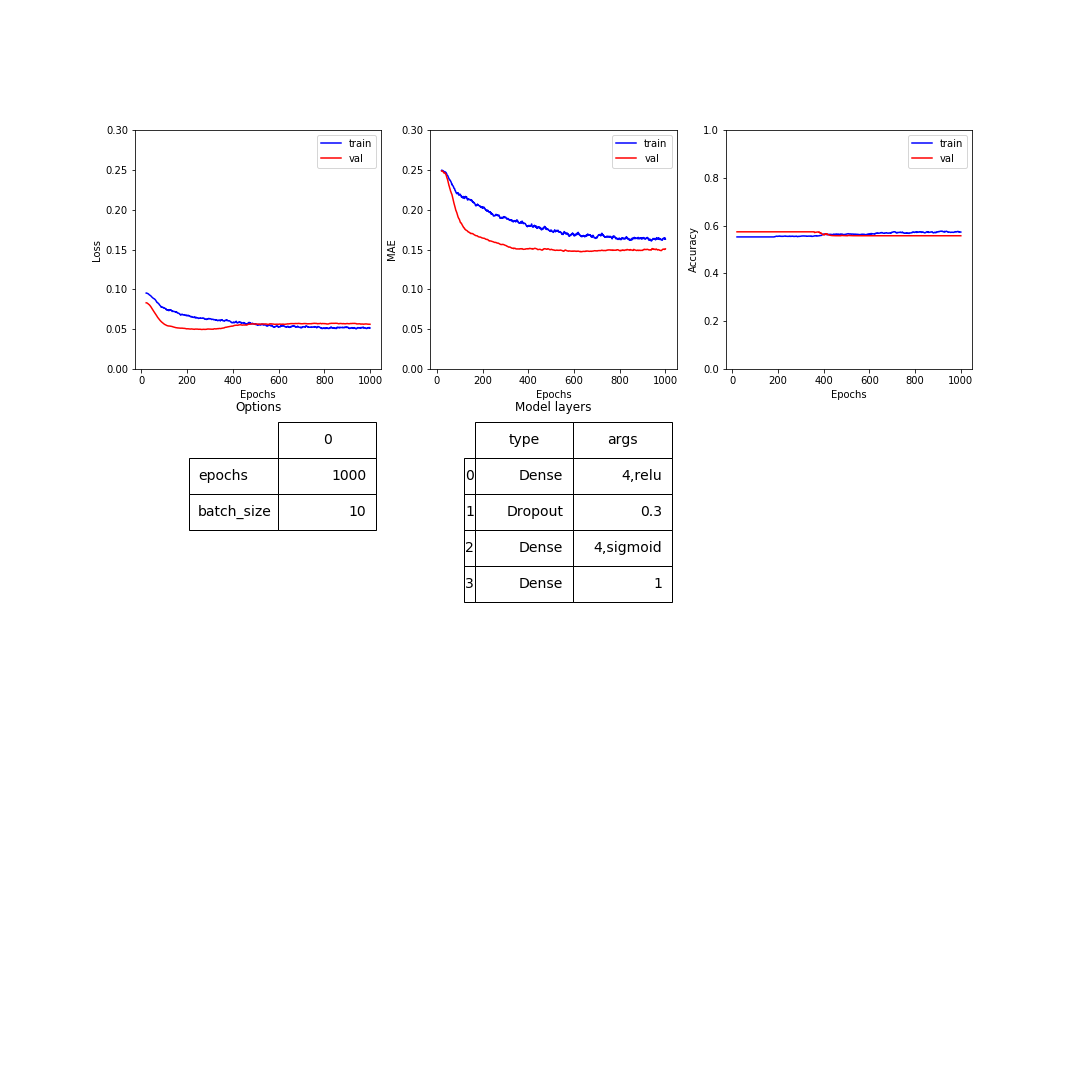 0.30
0.25
0.20
0.15
0.10
0.05
0.00
Loss
0 200 400 600 800 1000
Epochs
train
val
0.30
0.25
0.20
0.15
0.10
0.05
0.00
MAE
0 200 400 600 800 1000
Epochs
train
val
1.0
0.8
0.6
0.4
0.2
0.0
Accuracy
0 200 400 600 800 1000
Epochs
train
val
Options
0
epochs 1000
batch_size 10
Model layers
type args
0 Dense 4,relu
1 Dropout 0.3
2 Dense 4,sigmoid
3 Dense 1